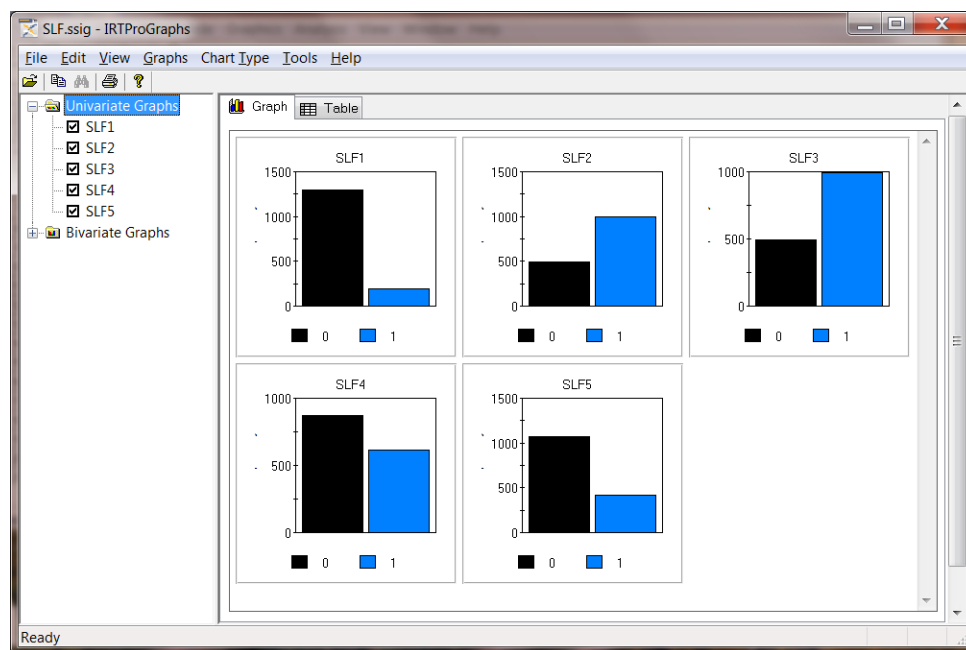 SLF.ssig - IRTProGraphs
File Edit View Graphs Chart Type Tools Help
Univariate Graphs
SLF1
SLF2
SLF3
SLF4
SLF5
Bivariate Graphs
Graph Table
SLF1
1500
1000
500
0
0 1
SLF2
1500
1000
500
0
0 1
SLF3
1000
500
0
0 1
SLF4
1000
500
0
0 1
SLF5
1500
1000
500
0
0 1
Ready